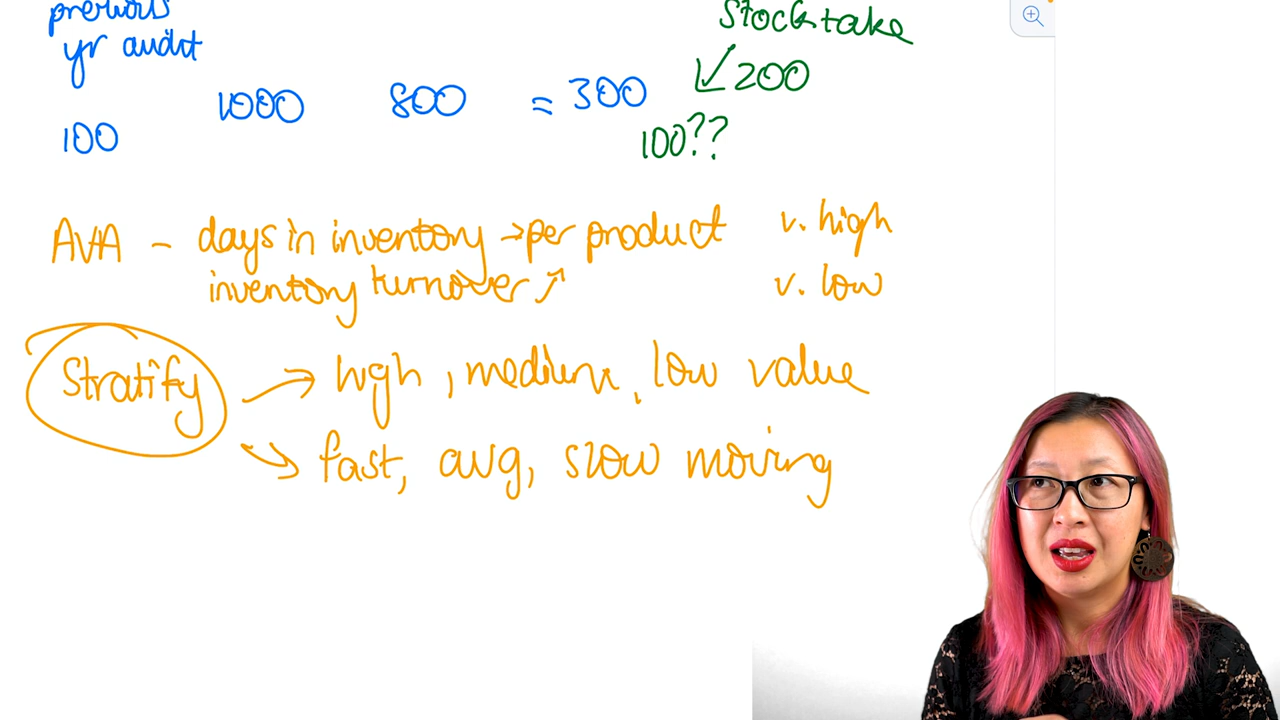 previous
yr audit
stocktake
200
100 1000 800 = 300
100??
AVA - days in inventory → per product v. high
inventory turnover v. low
Stratify → high, medium, low value
→ fast, avg, slow moving